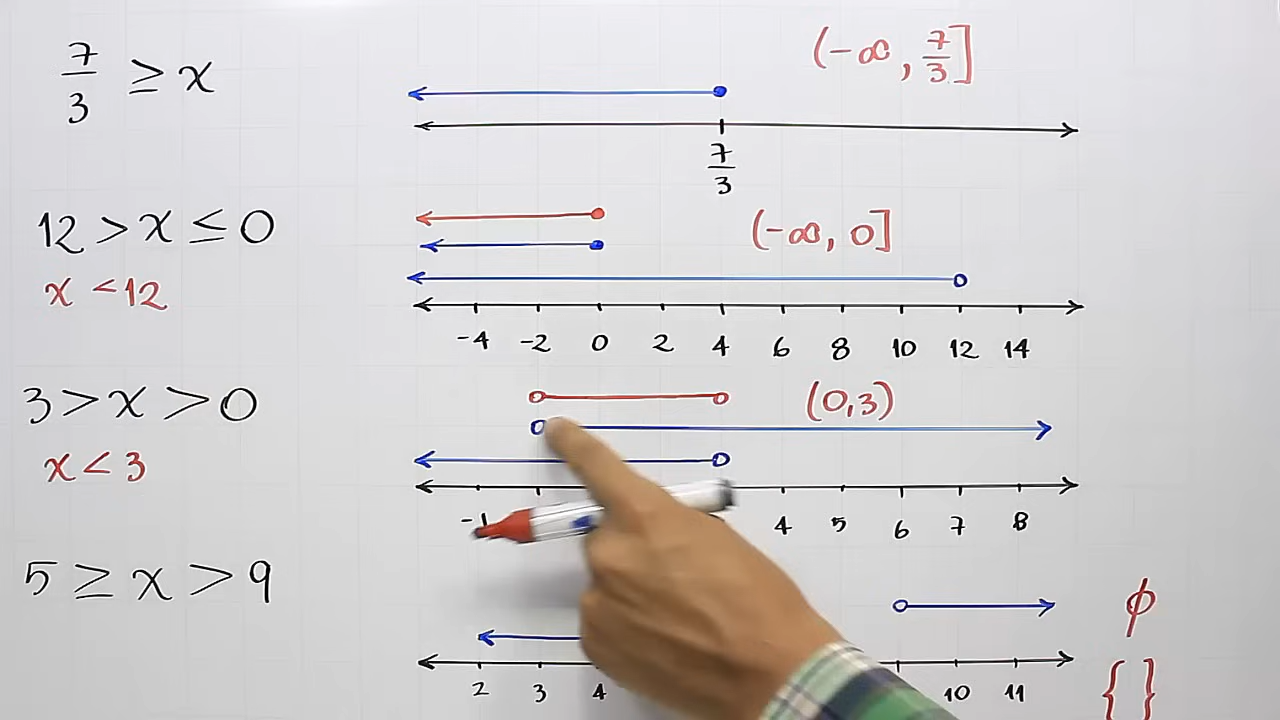 7/3 ≥ x
(-∞, 7/3]
7/3
12 > x ≤ 0
(-∞, 0]
x < 12
-4 -2 0 2 4 6 8 10 12 14
3 > x > 0
(0,3)
x < 3
-1 4 5 6 7 8
5 ≥ x > 9
ϕ
2 3 4 10 11
{ }